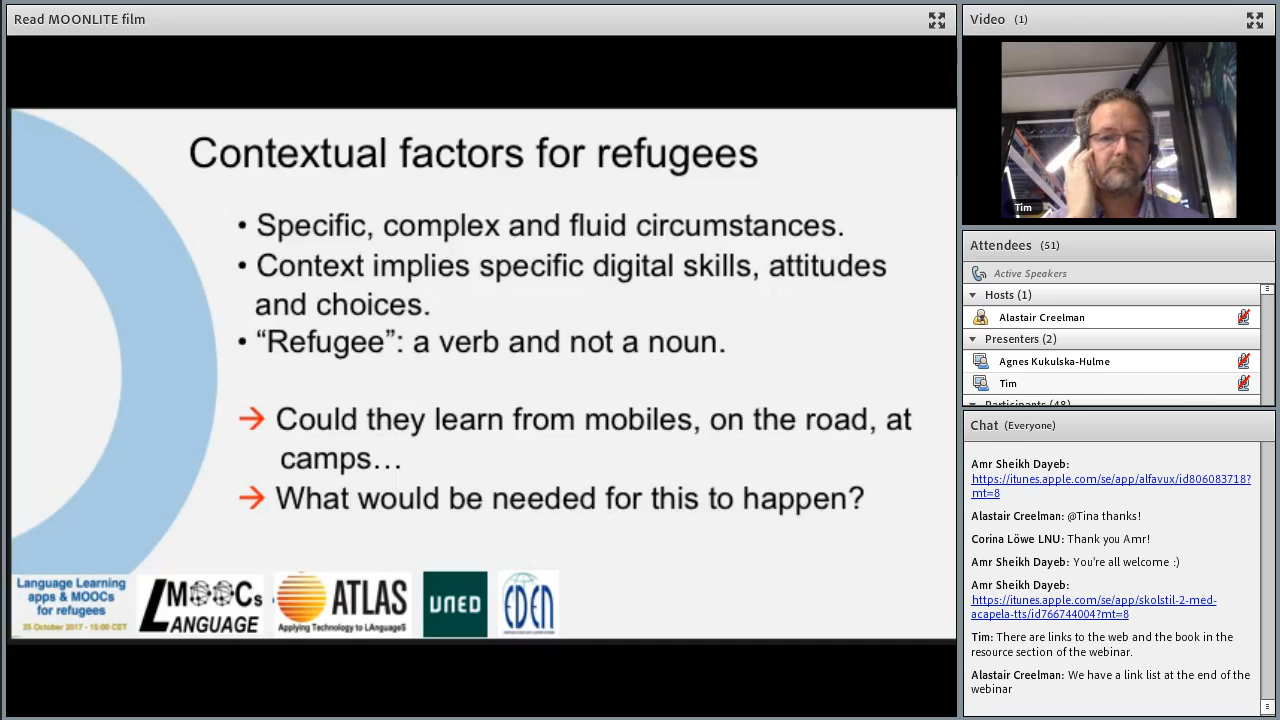 Read MOONLITE film
Contextual factors for refugees
• Specific, complex and fluid circumstances.
• Context implies specific digital skills, attitudes
and choices.
• “Refugee”: a verb and not a noun.
→ Could they learn from mobiles, on the road, at
camps…
→ What would be needed for this to happen?
Language Learning
apps & MOOCs
for refugees
25 October 2017 - 15:00 CET
LMOOCs
LANGUAGE
ATLAS
Applying Technology to LAnguageS
UNED
EDEN
Video (1)
Tim
Attendees (51)
Active Speakers
Hosts (1)
Alastair Creelman
Presenters (2)
Agnes Kukulska-Hulme
Tim
Participants (48)
Chat (Everyone)
Amr Sheikh Dayeb:
https://itunes.apple.com/se/app/alfavux/id806083718?
mt=8
Alastair Creelman: @Tina thanks!
Corina Löwe LNU: Thank you Amr!
Amr Sheikh Dayeb: You're all welcome :)
Amr Sheikh Dayeb:
https://itunes.apple.com/se/app/skolstil-2-med-
acapela-tts/id766744004?mt=8
Tim: There are links to the web and the book in the
resource section of the webinar.
Alastair Creelman: We have a link list at the end of the
webinar